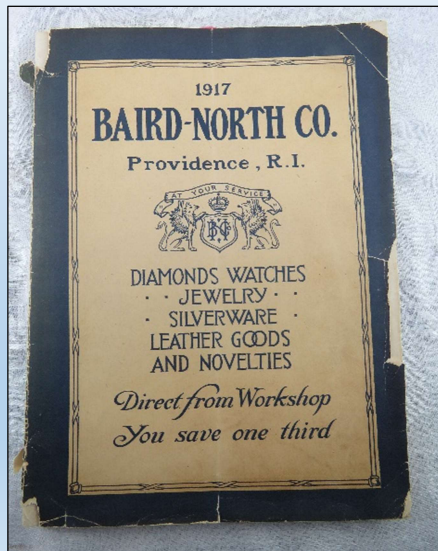 1917
BAIRD-NORTH CO.
Providence, R.I.
AT YOUR SERVICE
DIAMONDS WATCHES
· · JEWELRY · ·
· SILVERWARE ·
LEATHER GOODS
AND NOVELTIES
Direct from Workshop
You save one third